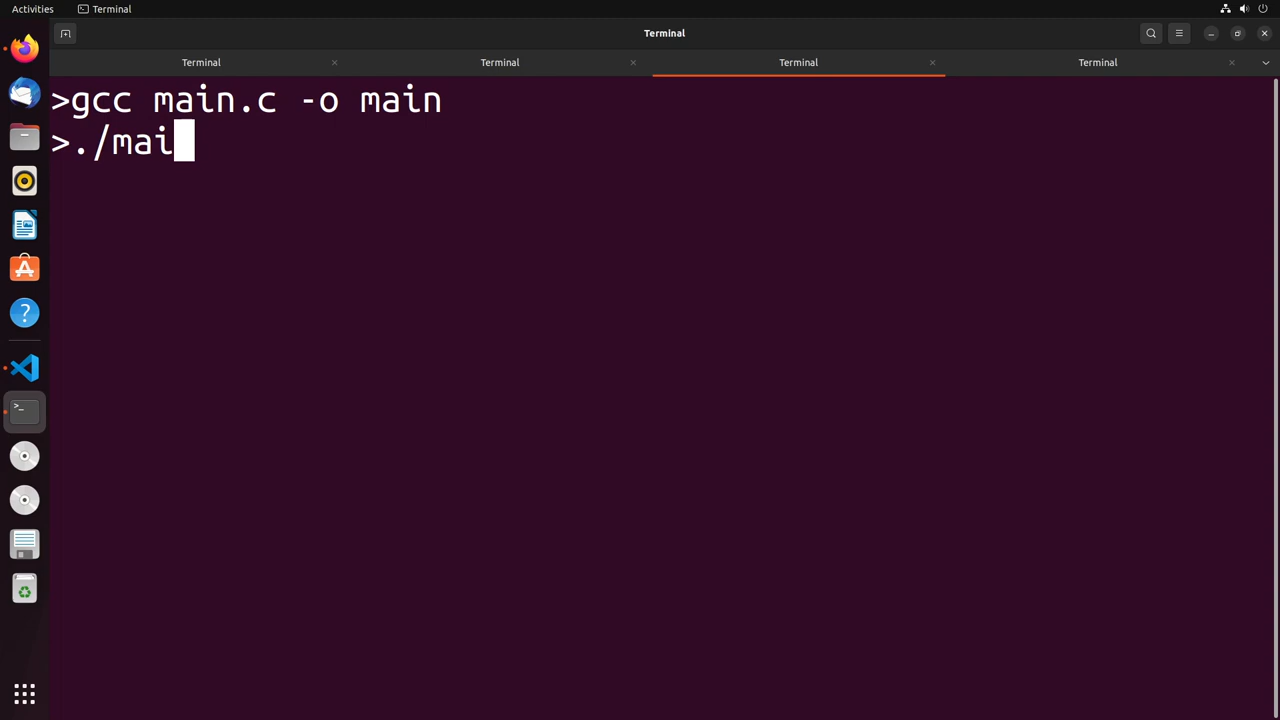 Activities
Terminal
Terminal
Terminal
Terminal
Terminal
Terminal
>gcc main.c -o main
>./mai